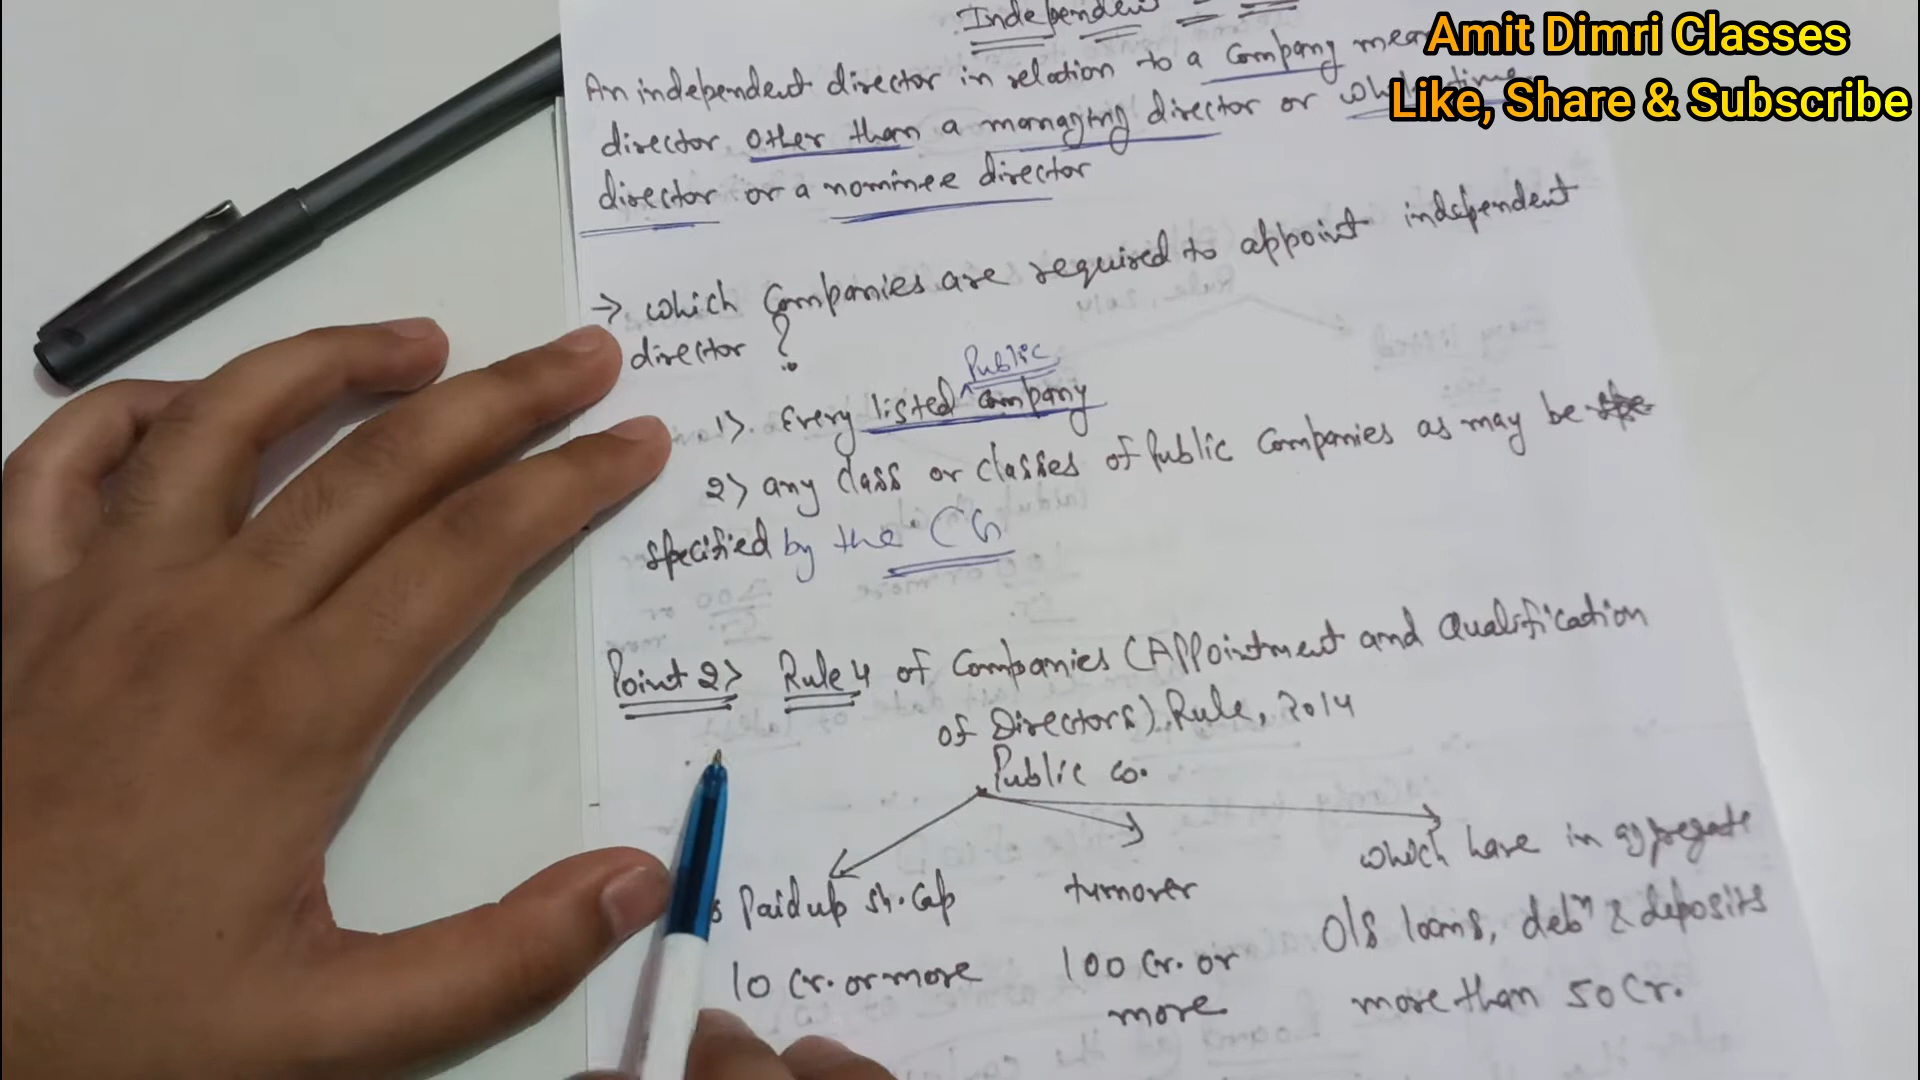 Independent
An independent director in relation to a company mean
director other than a managing director or whole time
director or a nominee director
→ which Companies are required to appoint independent
director ?
Public
1) Every listed ^ company
2) any class or classes of Public Companies as may be
specified by the CG
Point 2) Rule 4 of Companies (Appointment and Qualification
of Directors) Rule, 2014
Public co.
Paidup sh. Cap
10 Cr. or more
turnover
100 Cr. or
more
which have in aggregate
O/S loans, debⁿ & deposits
more than 50 Cr.
Amit Dimri Classes
Like, Share & Subscribe